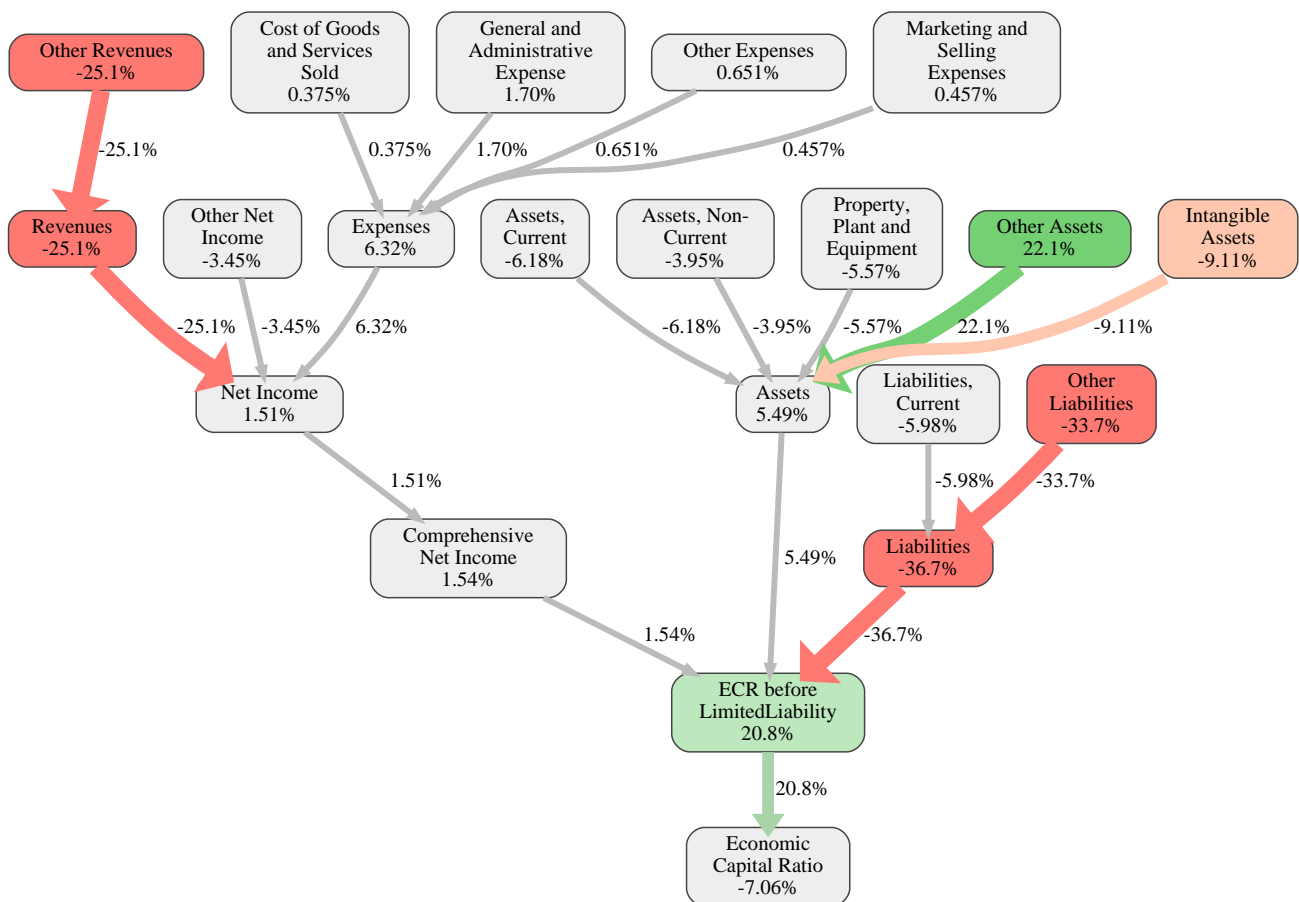 Other Revenues
-25.1%
Cost of Goods
and Services
Sold
0.375%
General and
Administrative
Expense
1.70%
Other Expenses
0.651%
Marketing and
Selling
Expenses
0.457%
-25.1%
0.375%
1.70%
0.651%
0.457%
Revenues
-25.1%
Other Net
Income
-3.45%
Expenses
6.32%
Assets,
Current
-6.18%
Assets, Non-
Current
-3.95%
Property,
Plant and
Equipment
-5.57%
Other Assets
22.1%
Intangible
Assets
-9.11%
-25.1%
-3.45%
6.32%
-6.18%
-3.95%
-5.57%
22.1%
-9.11%
Net Income
1.51%
Assets
5.49%
Liabilities,
Current
-5.98%
Other
Liabilities
-33.7%
1.51%
-5.98%
-33.7%
Comprehensive
Net Income
1.54%
5.49%
Liabilities
-36.7%
1.54%
-36.7%
ECR before
LimitedLiability
20.8%
20.8%
Economic
Capital Ratio
-7.06%